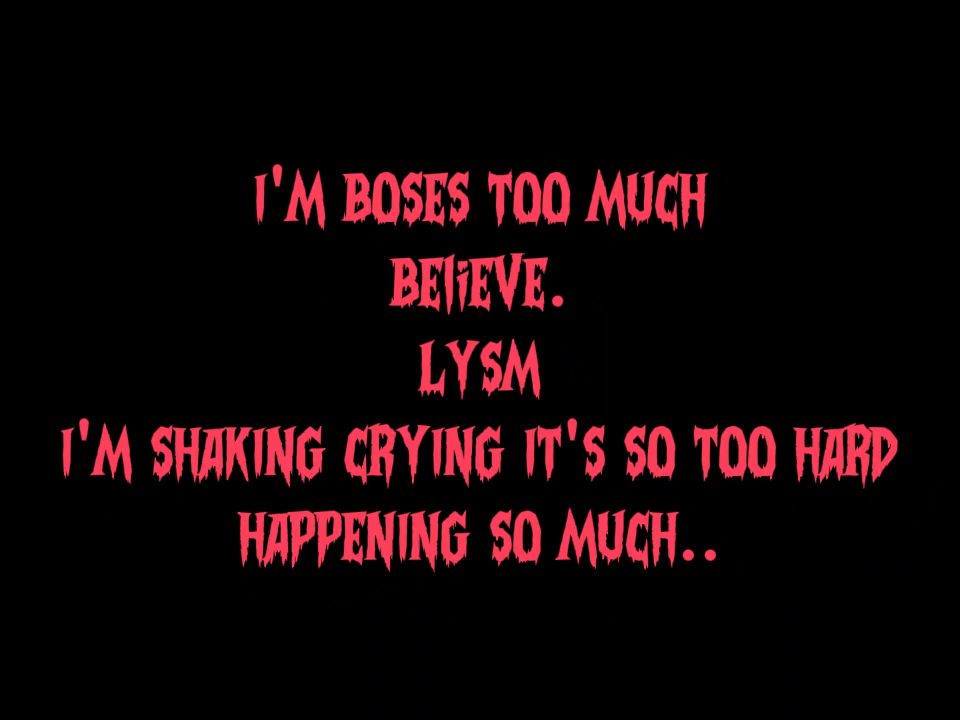 I'M BOSES TOO MUCH
BELiEVE.
LYSM
I'M SHAKING CRYING IT'S SO TOO HARD
HAPPENING SO MUCH..